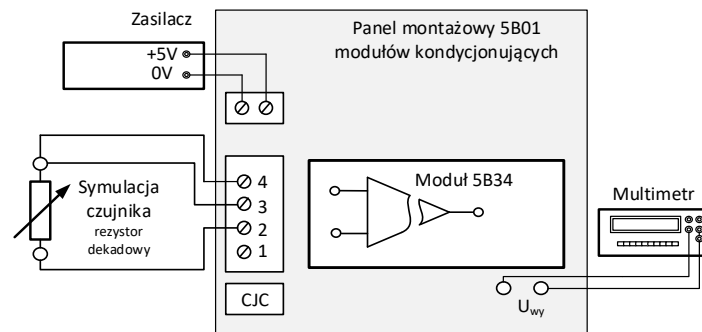 Zasilacz
+5V
0V
Panel montażowy 5B01
modułów kondycjonujących
Symulacja
czujnika
rezystor
dekadowy
4
3
2
1
CJC
Moduł 5B34
Multimetr
Uwy